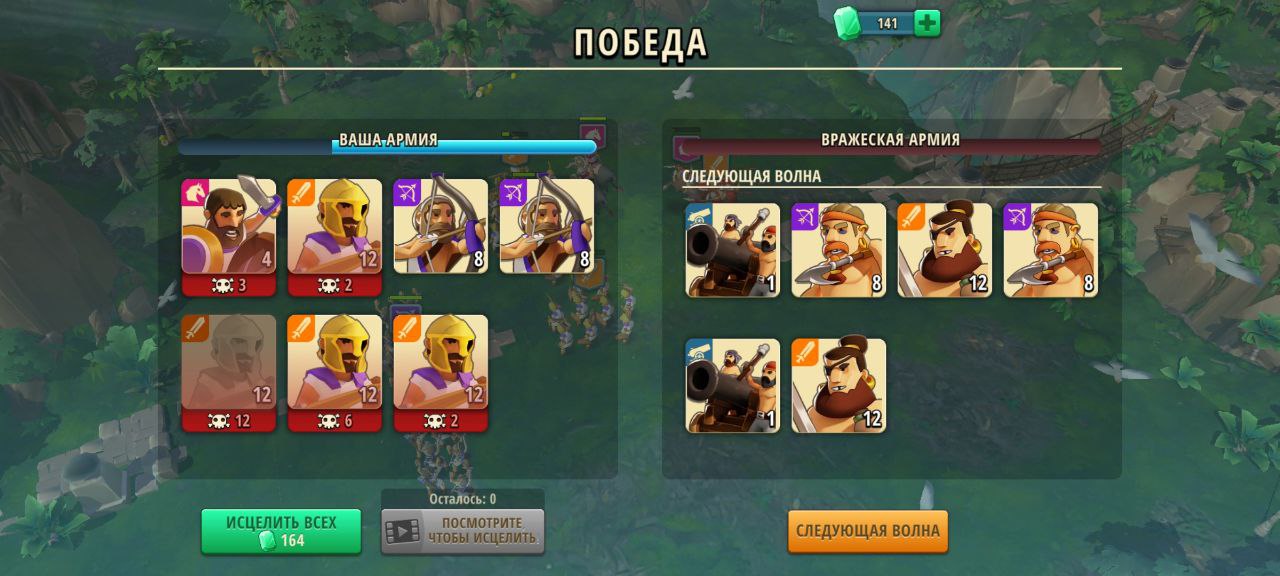 141
ПОБЕДА
ВАША АРМИЯ
4
12
8
8
3
2
12
12
12
12
6
2
ВРАЖЕСКАЯ АРМИЯ
СЛЕДУЮЩАЯ ВОЛНА
1
8
12
8
1
12
ИСЦЕЛИТЬ ВСЕХ
164
Осталось: 0
ПОСМОТРИТЕ,
ЧТОБЫ ИСЦЕЛИТЬ.
СЛЕДУЮЩАЯ ВОЛНА